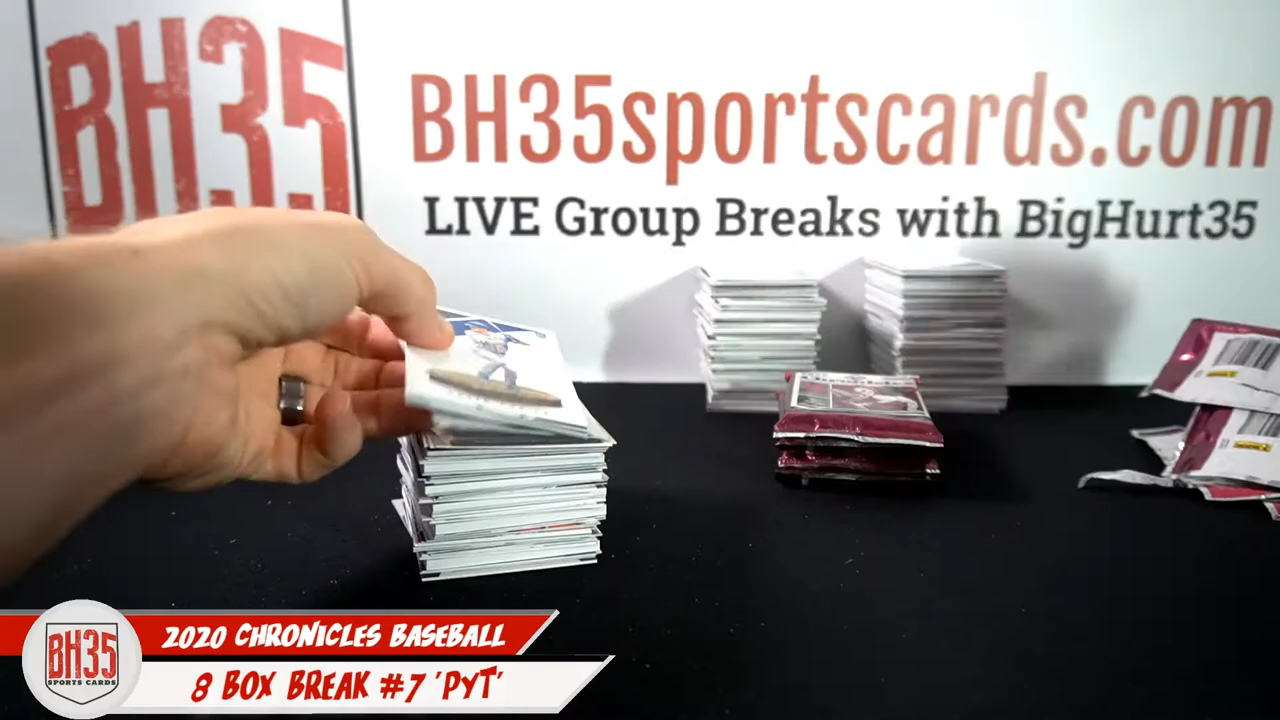 BH35
BH35sportscards.com
LIVE Group Breaks with BigHurt35
BH35
SPORTS CARDS
2020 CHRONICLES BASEBALL
8 BOX BREAK #7 'PYT'